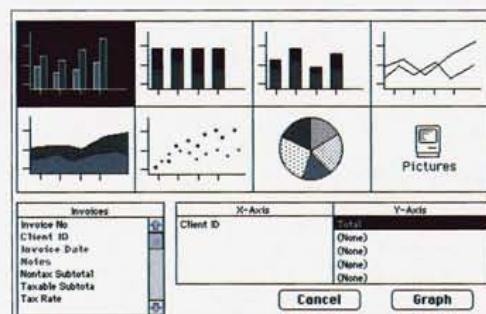 Pictures
Invoices
Invoice No
Client ID
Invoice Date
Notes
Nontax Subtotal
Taxable Subtota
Tax Rate
X-Axis
Client ID
Y-Axis
Total
(None)
(None)
(None)
(None)
Cancel
Graph